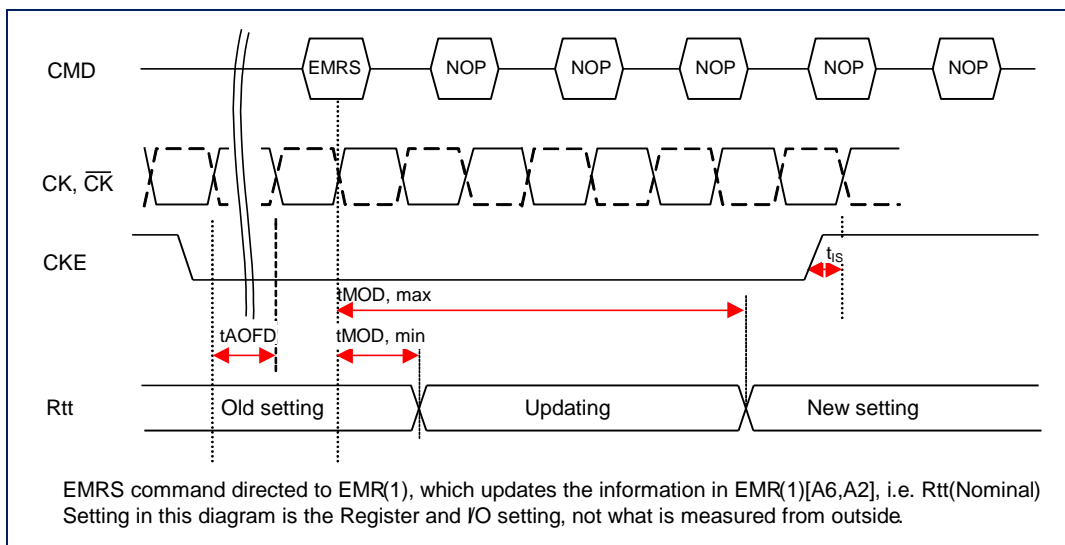 CMD
EMRS NOP NOP NOP NOP NOP
CK, C̅K̅
CKE
tIS
tMOD, max
tAOFD
tMOD, min
Rtt
Old setting
Updating
New setting
EMRS command directed to EMR(1), which updates the information in EMR(1)[A6,A2], i.e. Rtt(Nominal)
Setting in this diagram is the Register and I/O setting, not what is measured from outside.